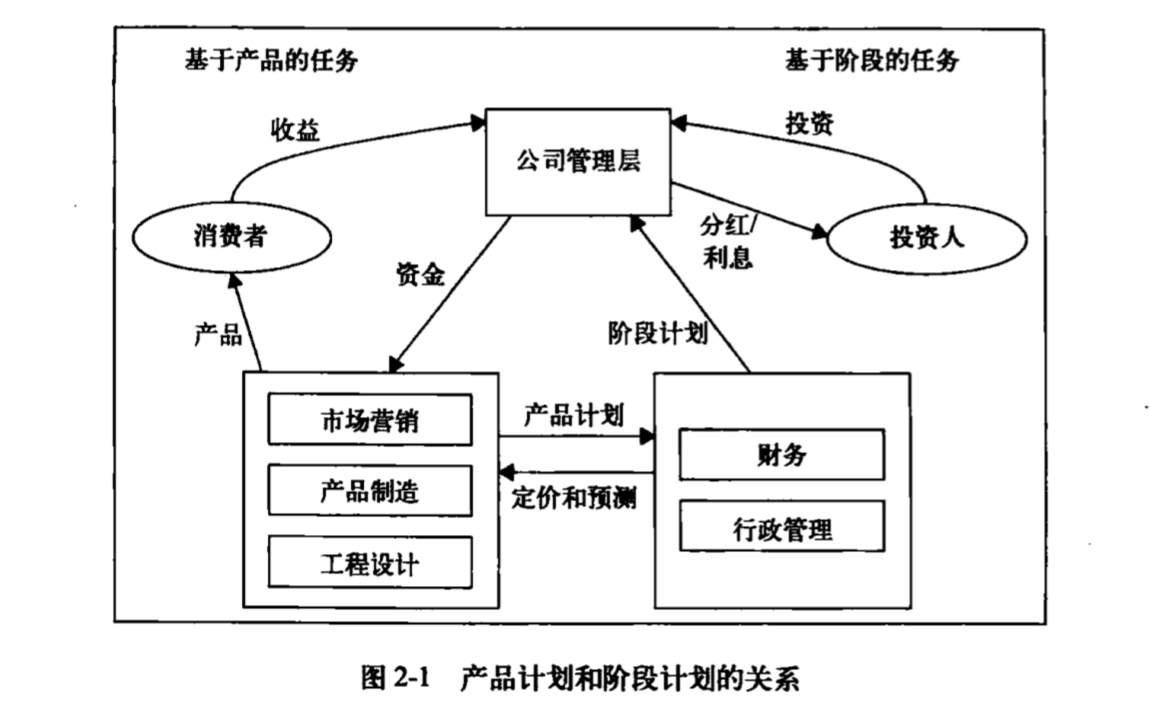 基于产品的任务
基于阶段的任务
收益
投资
公司管理层
消费者
分红/
利息
投资人
资金
产品
阶段计划
市场营销
产品计划
财务
产品制造
定价和预测
行政管理
工程设计
图 2-1 产品计划和阶段计划的关系